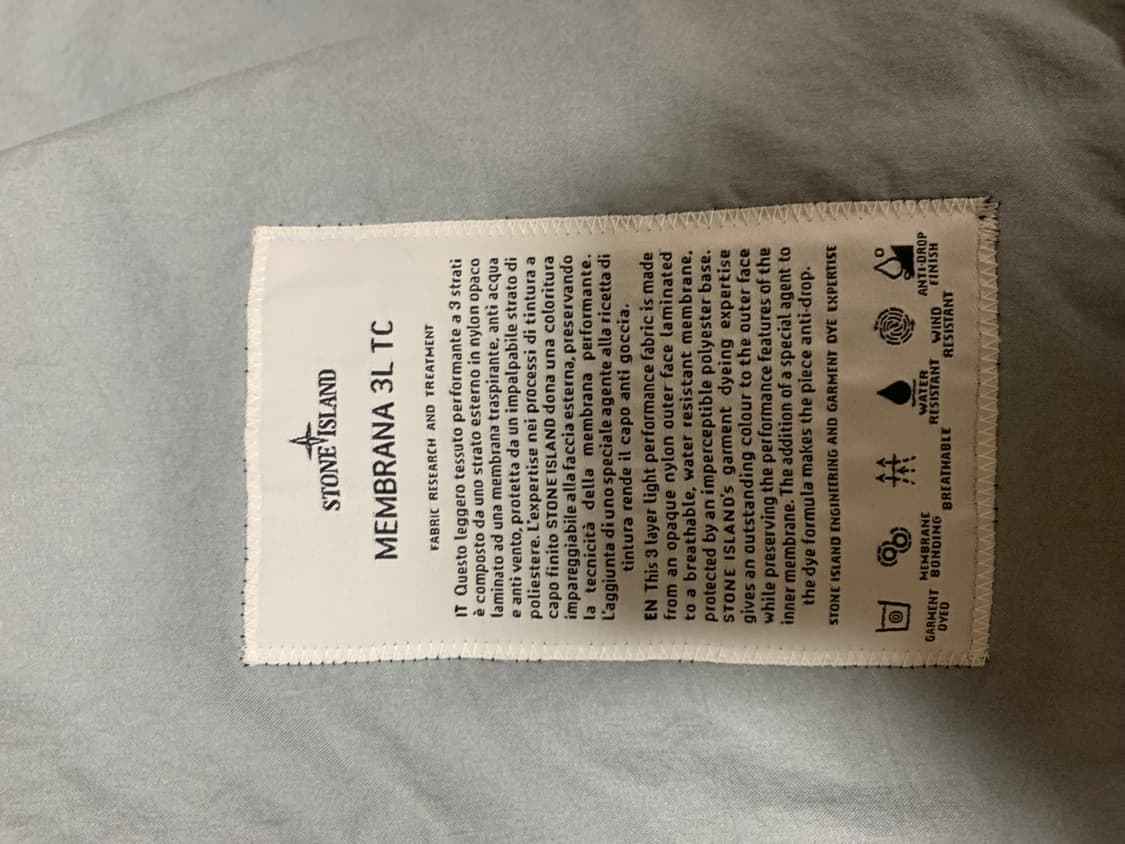 STONE ISLAND
MEMBRANA 3L TC
FABRIC RESEARCH AND TREATMENT
IT Questo leggero tessuto performante a 3 strati
è composto da uno strato esterno in nylon opaco
laminato ad una membrana traspirante, anti acqua
e anti vento, protetta da un impalpabile strato di
poliestere. L'expertise nei processi di tintura a
capo finito STONE ISLAND dona una coloritura
impareggiabile alla faccia esterna, preservando
la tecnicità della membrana performante.
L'aggiunta di uno speciale agente alla ricetta di
tintura rende il capo anti goccia.
EN This 3 layer light performance fabric is made
from an opaque nylon outer face laminated
to a breathable, water resistant membrane,
protected by an imperceptible polyester base.
STONE ISLAND'S garment dyeing expertise
gives an outstanding colour to the outer face
while preserving the performance features of the
inner membrane. The addition of a special agent to
the dye formula makes the piece anti-drop.
STONE ISLAND ENGINEERING AND GARMENT DYE EXPERTISE
GARMENT
DYED
MEMBRANE
BONDING
BREATHABLE
WATER
RESISTANT
WIND
RESISTANT
ANTI-DROP
FINISH